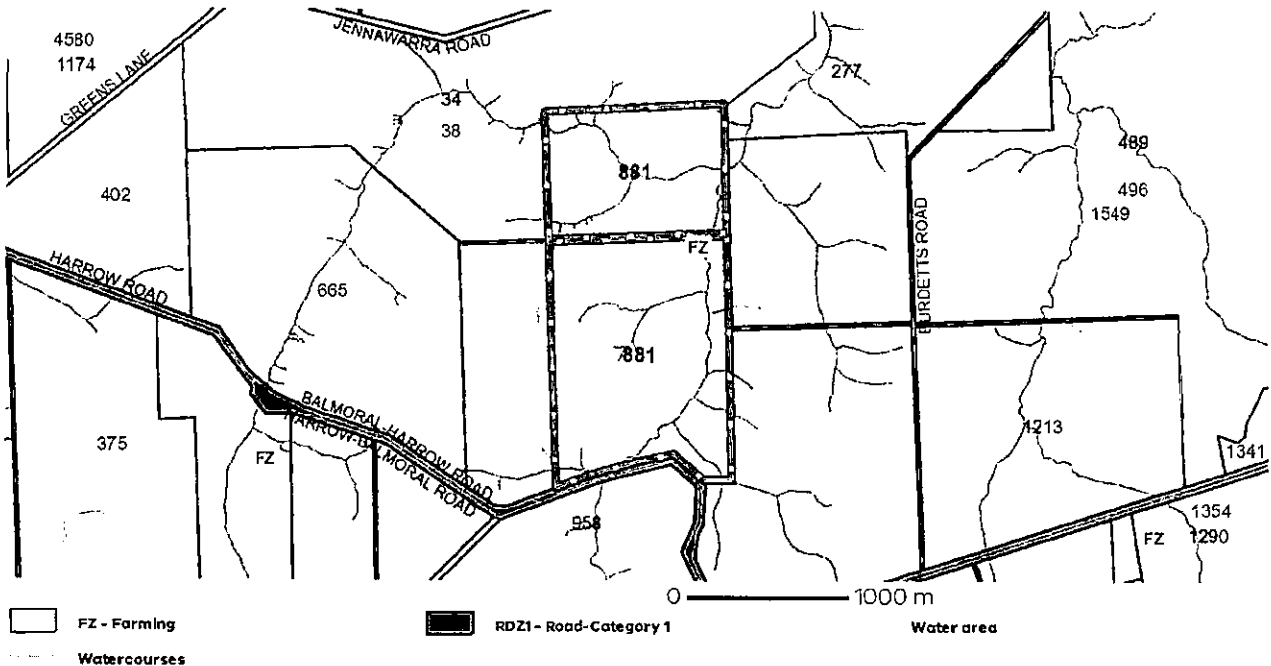 JENNAWARRA ROAD
4580
1174
GREENS LANE
277
34
38
489
881
402
496
1549
FZ
HARROW ROAD
BURDETTS ROAD
665
881
BALMORAL-HARROW ROAD
HARROW-BALMORAL ROAD
375
FZ
1213
1341
958
1354
FZ
1290
0 1000 m
FZ - Farming
RDZ1 - Road-Category 1
Water area
Watercourses